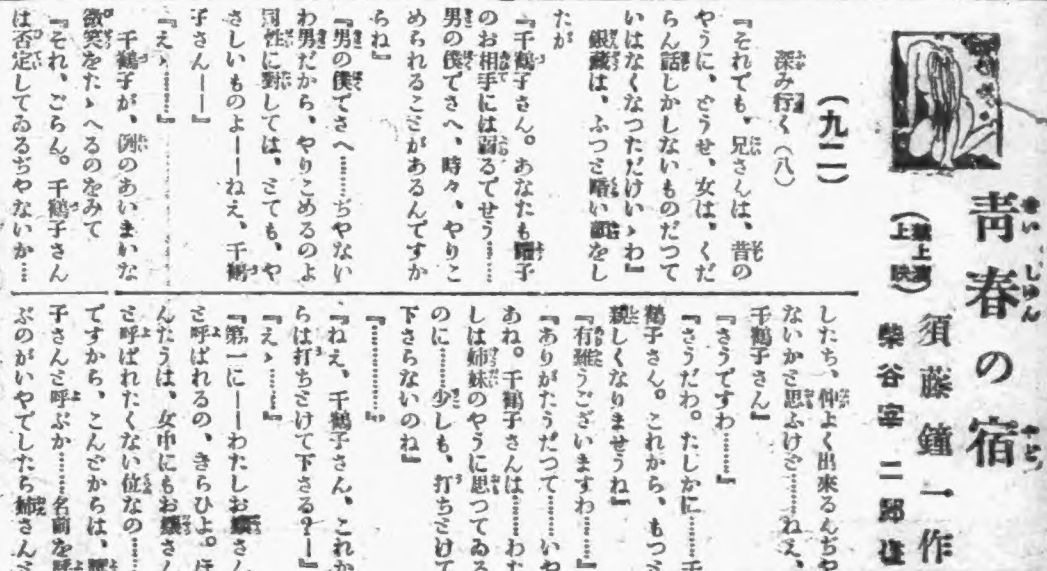 青春の宿
せいしゆんのやど
(禁上演)
(上映)
須藤鐘一作
柴谷宰二郎
(九二)
深み行く(八)
『それでも、兄さんは、昔の
やうに、どうせ、女は、くだ
らん話しかしないものだつて
いはなくなつただけいゝわ』
銀藏は、ふつと暗い顏をし
たが
『千鶴子さん。あなたも曜子
のお相手には弱るでせう……
男の僕でさへ、時々、やりこ
められることがあるんですか
らね』
『男の僕でさへ……ぢやない
わ男だから、やりこめるのよ
同性に對しては、とても、や
さしいものよ――ねえ、千鶴
子さん――』
『えゝ………』
千鶴子が、例のあいまいな
微笑をたゝへるのをみて
『それ、ごらん。千鶴子さん
は否定してゐるぢやないか…
したち、仲よく出來るんぢや
ないかと思ふけど………ねえ、
千鶴子さん』
『さうですわ………』
『さうだわ。たしかに……千
鶴子さん。これから、もつと
親しくなりませうね』
『有難うございますわ………』
『ありがたうだつて……いや
あね。千鶴子さんは……わた
しは姉妹のやうに思つてゐる
のに……少しも、打ちとけて
下さらないのね』
『…………』
『ねえ、千鶴子さん、これか
らは打ちとけて下さる?――』
『えゝ………』
『第一に――わたしお孃さん
と呼ばれるの、きらひよ。ほ
んたうは、女中にもお孃さん
と呼ばれたくない位なの……
ですから、こんどからは、曜
子さんと呼ぶか……名前を呼
ぶのがいやでしたら姉さんと